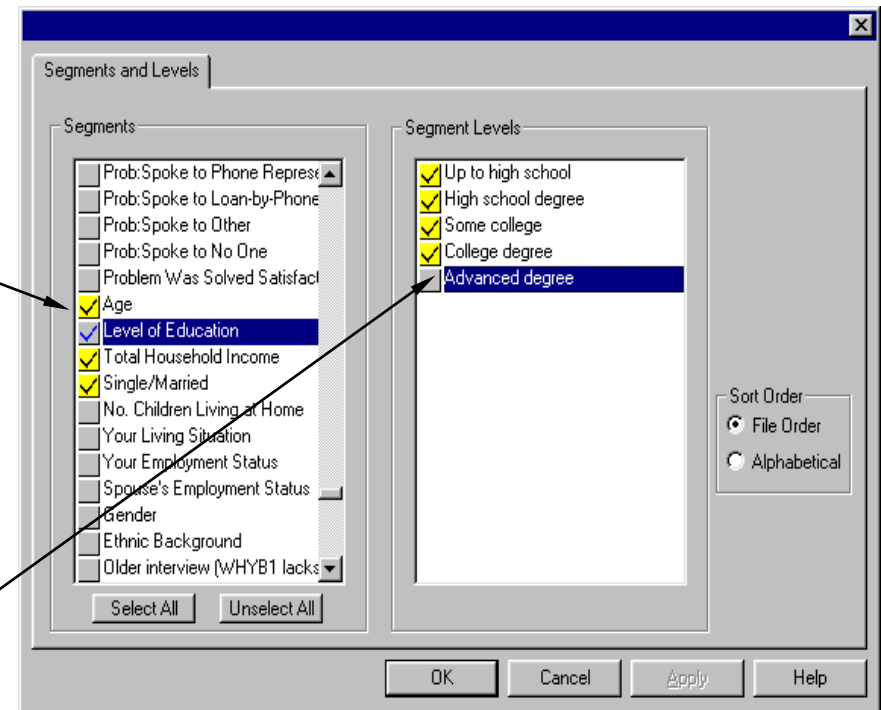 Segments and Levels
Segments
Prob:Spoke to Phone Represe
Prob:Spoke to Loan-by-Phone
Prob:Spoke to Other
Prob:Spoke to No One
Problem Was Solved Satisfact
Age
Level of Education
Total Household Income
Single/Married
No. Children Living at Home
Your Living Situation
Your Employment Status
Spouse's Employment Status
Gender
Ethnic Background
Older interview (WHYB1 lacks
Select All
Unselect All
Segment Levels
Up to high school
High school degree
Some college
College degree
Advanced degree
Sort Order
File Order
Alphabetical
OK
Cancel
Apply
Help